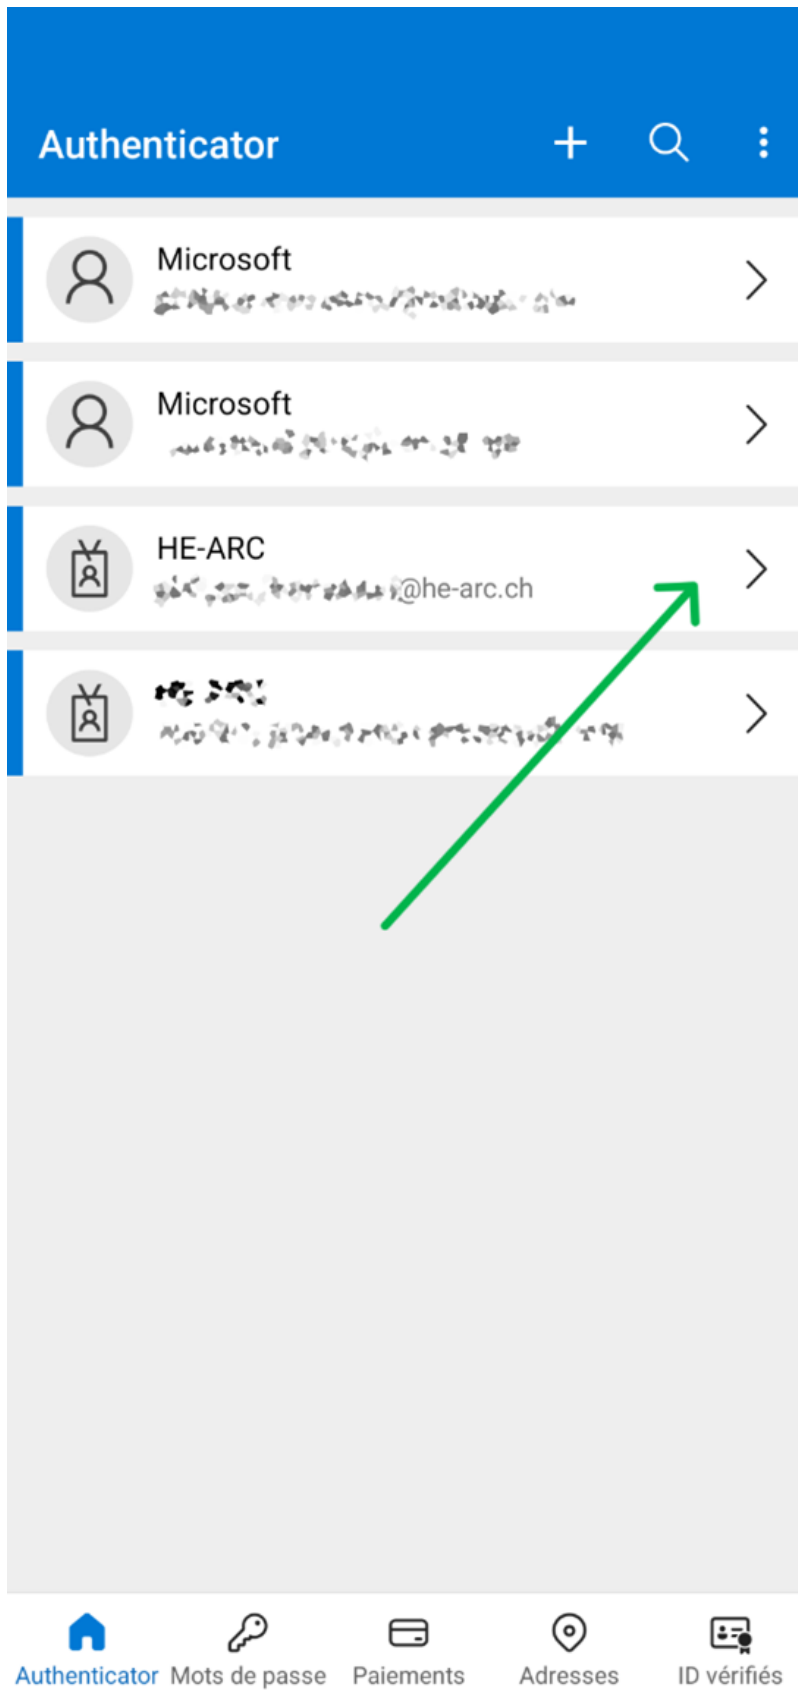 Authenticator
Microsoft
Microsoft
HE-ARC
@he-arc.ch
Authenticator
Mots de passe
Paiements
Adresses
ID vérifiés